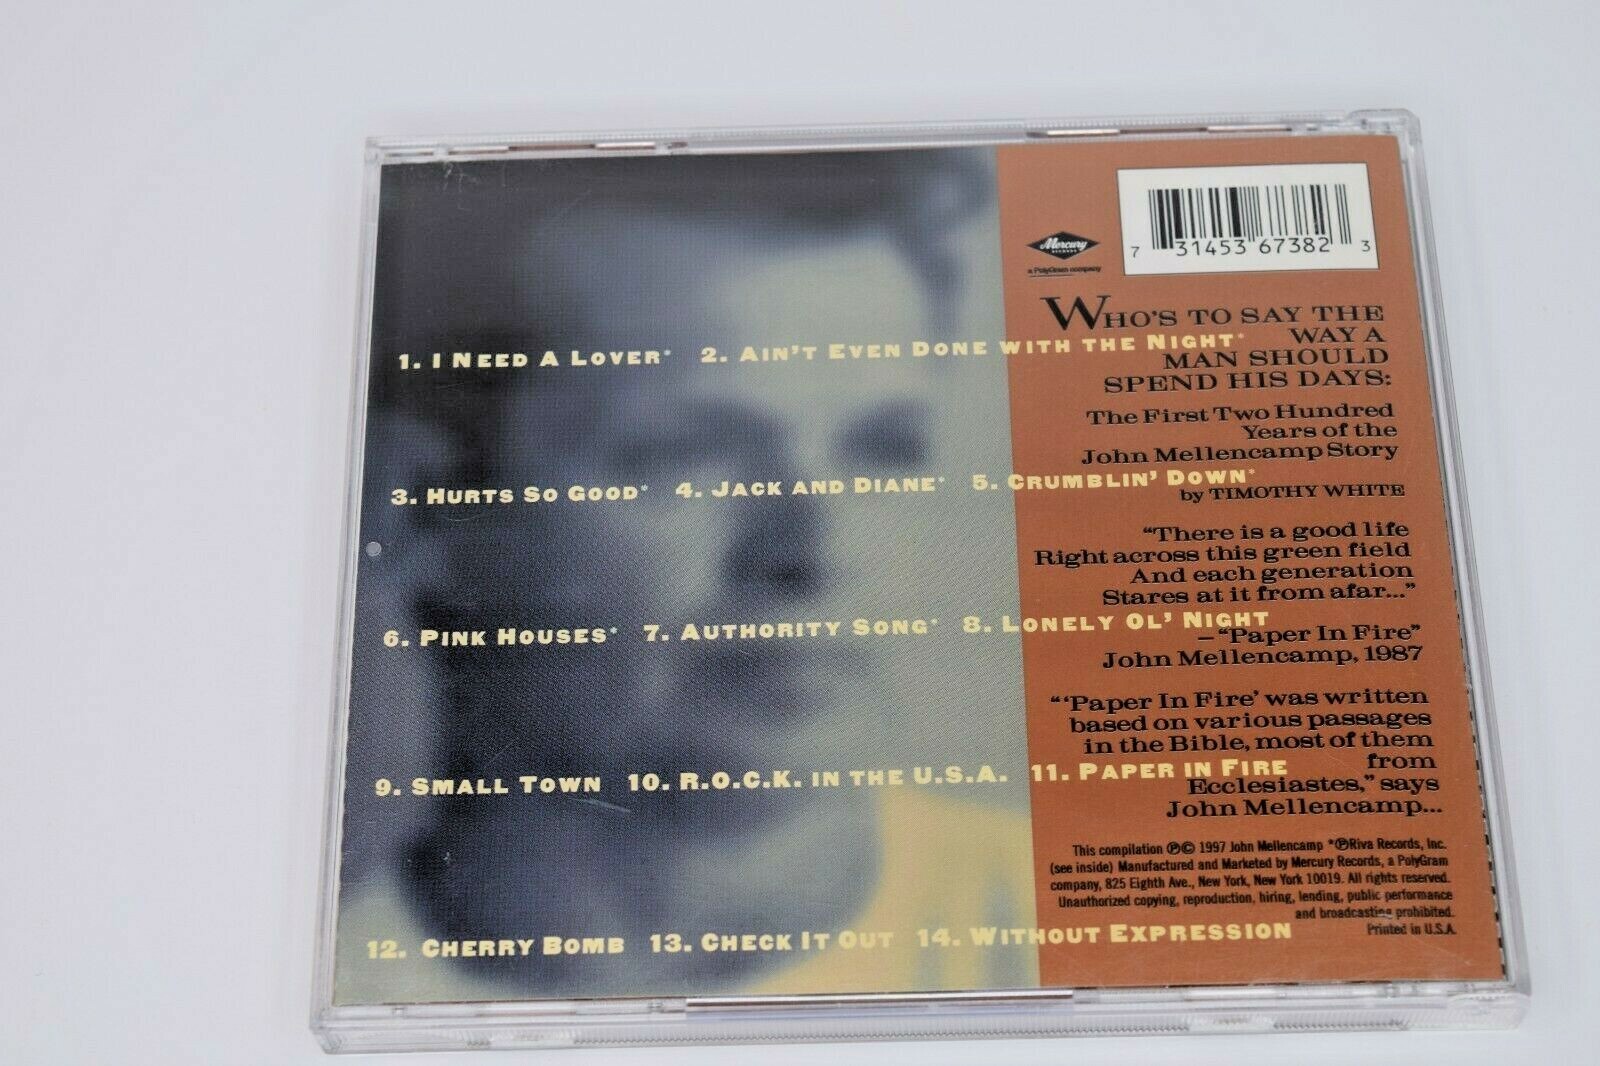 Mercury
RECORDS
a PolyGram company
7 31453 67382 3
WHO'S TO SAY THE
WAY A
MAN SHOULD
SPEND HIS DAYS:
The First Two Hundred
Years of the
John Mellencamp Story
by TIMOTHY WHITE
"There is a good life
Right across this green field
And each generation
Stares at it from afar..."
– "Paper In Fire"
John Mellencamp, 1987
"'Paper In Fire' was written
based on various passages
in the Bible, most of them
from
Ecclesiastes," says
John Mellencamp...
This compilation ℗© 1997 John Mellencamp *℗Riva Records, Inc.
(see inside) Manufactured and Marketed by Mercury Records, a PolyGram
company, 825 Eighth Ave., New York, New York 10019. All rights reserved.
Unauthorized copying, reproduction, hiring, lending, public performance
and broadcasting prohibited.
Printed in U.S.A.
1. I NEED A LOVER* 2. AIN'T EVEN DONE WITH THE NIGHT*
3. HURTS SO GOOD* 4. JACK AND DIANE* 5. CRUMBLIN' DOWN*
6. PINK HOUSES* 7. AUTHORITY SONG* 8. LONELY OL' NIGHT
9. SMALL TOWN 10. R.O.C.K. IN THE U.S.A. 11. PAPER IN FIRE
12. CHERRY BOMB 13. CHECK IT OUT 14. WITHOUT EXPRESSION